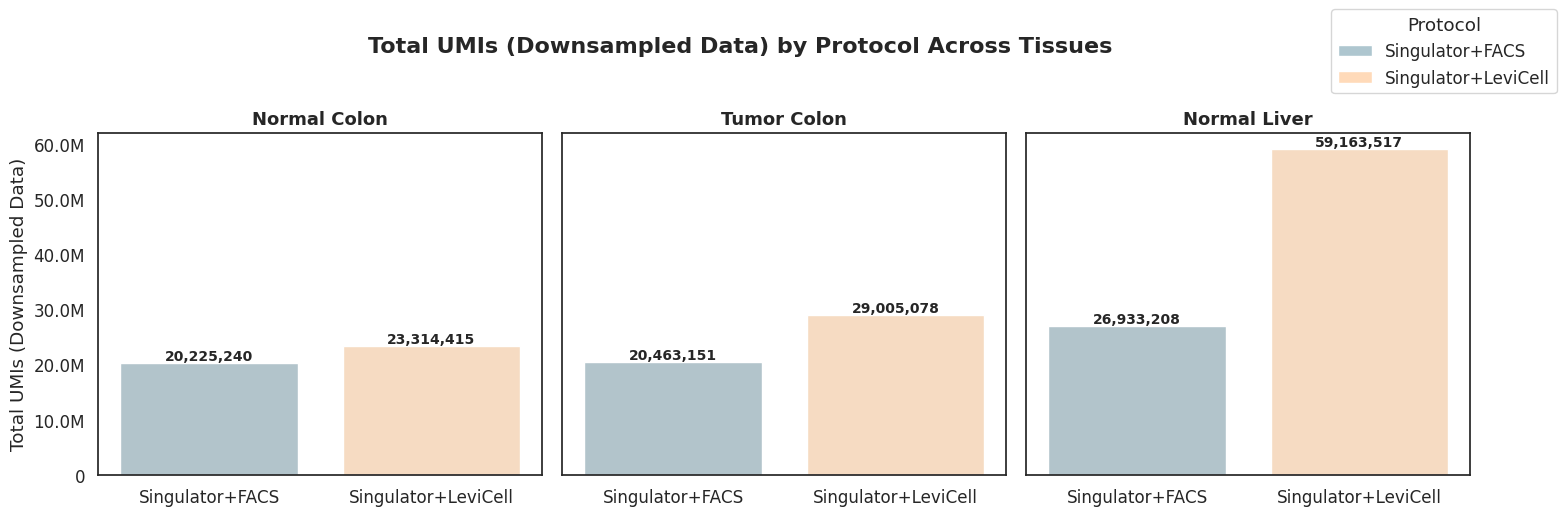 Total UMIs (Downsampled Data) by Protocol Across Tissues
Protocol
Singulator+FACS
Singulator+LeviCell
Normal Colon
Tumor Colon
Normal Liver
Total UMIs (Downsampled Data)
60.0M
50.0M
40.0M
30.0M
20.0M
10.0M
0
20,225,240
23,314,415
20,463,151
29,005,078
26,933,208
59,163,517
Singulator+FACS
Singulator+LeviCell
Singulator+FACS
Singulator+LeviCell
Singulator+FACS
Singulator+LeviCell